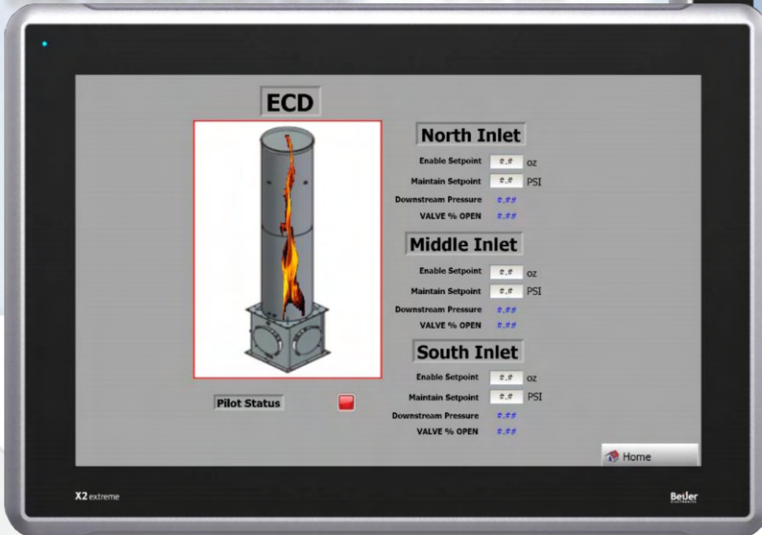 ECD
North Inlet
Enable Setpoint #.# oz
Maintain Setpoint #.# PSI
Downstream Pressure #.##
VALVE % OPEN #.##
Middle Inlet
Enable Setpoint #.# oz
Maintain Setpoint #.# PSI
Downstream Pressure #.##
VALVE % OPEN #.##
South Inlet
Enable Setpoint #.# oz
Maintain Setpoint #.# PSI
Downstream Pressure #.##
VALVE % OPEN #.##
Pilot Status
Home
X2 extreme
Beijer
ELECTRONICS